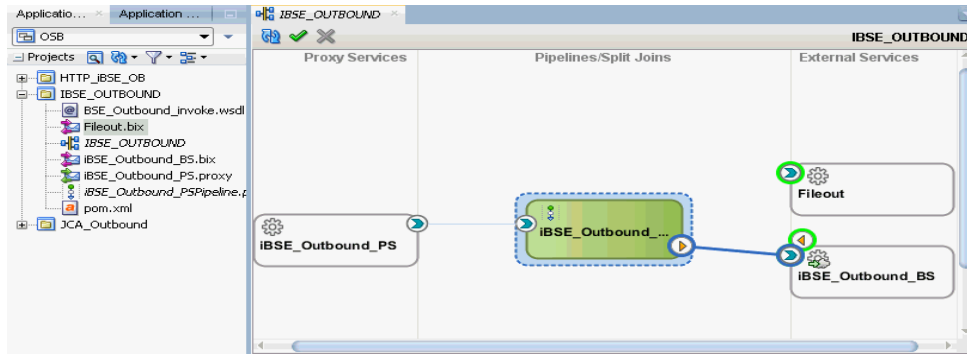 Applicatio... Application ... IBSE_OUTBOUND
OSB
IBSE_OUTBOUND
Projects
Proxy Services Pipelines/Split Joins External Services
HTTP_iBSE_OB
IBSE_OUTBOUND
BSE_Outbound_invoke.wsdl
Fileout.bix
IBSE_OUTBOUND
iBSE_Outbound_BS.bix
iBSE_Outbound_PS.proxy
iBSE_Outbound_PSPipeline.p
pom.xml
JCA_Outbound
Fileout
iBSE_Outbound_PS
iBSE_Outbound_...
iBSE_Outbound_BS